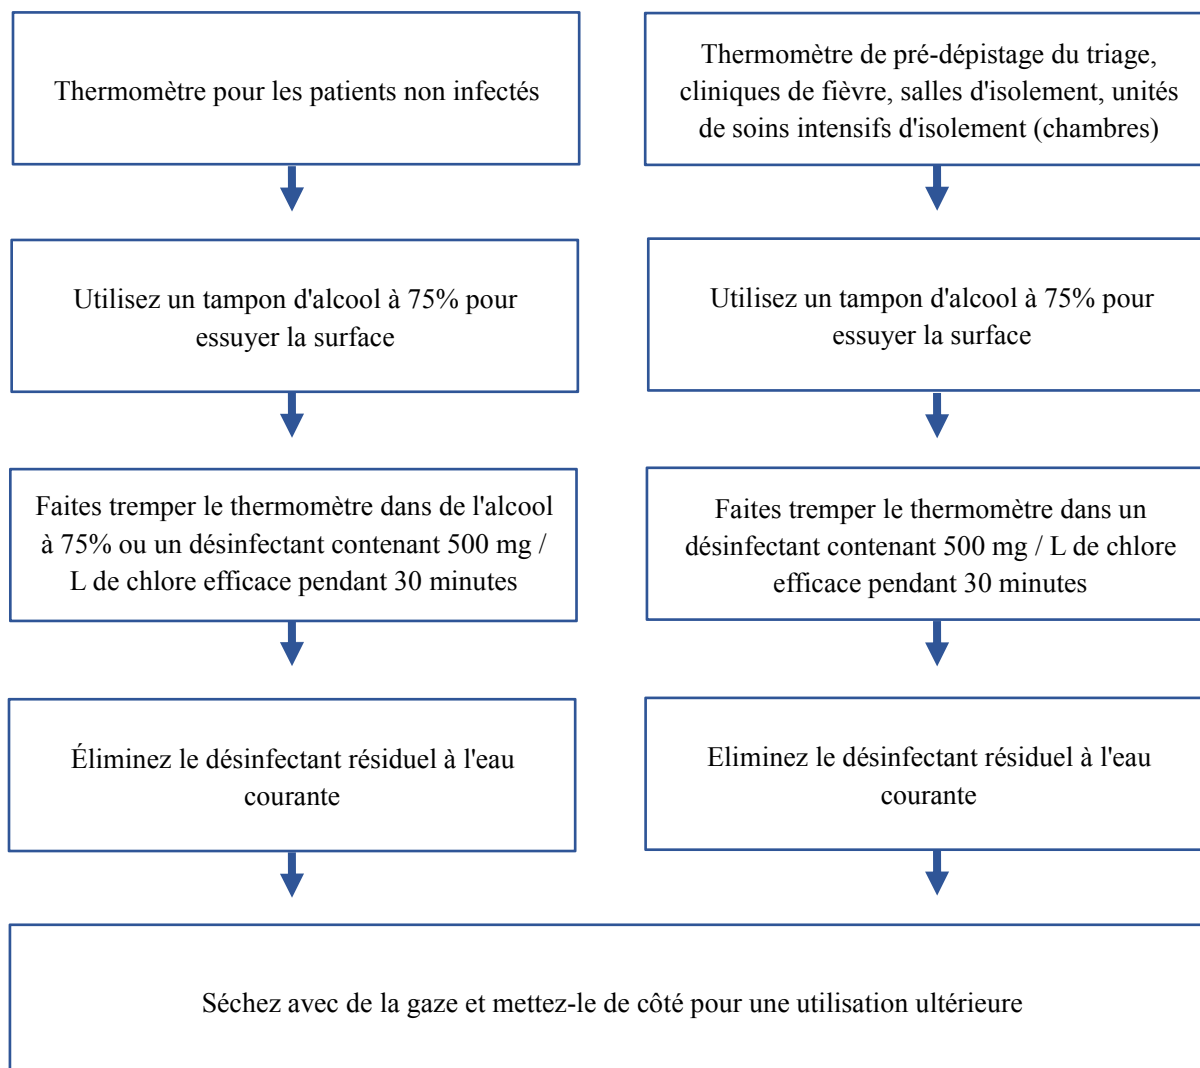 Thermomètre pour les patients non infectés
Thermomètre de pré-dépistage du triage,
cliniques de fièvre, salles d'isolement, unités
de soins intensifs d'isolement (chambres)
Utilisez un tampon d'alcool à 75% pour
essuyer la surface
Utilisez un tampon d'alcool à 75% pour
essuyer la surface
Faites tremper le thermomètre dans de l'alcool
à 75% ou un désinfectant contenant 500 mg /
L de chlore efficace pendant 30 minutes
Faites tremper le thermomètre dans un
désinfectant contenant 500 mg / L de chlore
efficace pendant 30 minutes
Éliminez le désinfectant résiduel à l'eau
courante
Eliminez le désinfectant résiduel à l'eau
courante
Séchez avec de la gaze et mettez-le de côté pour une utilisation ultérieure